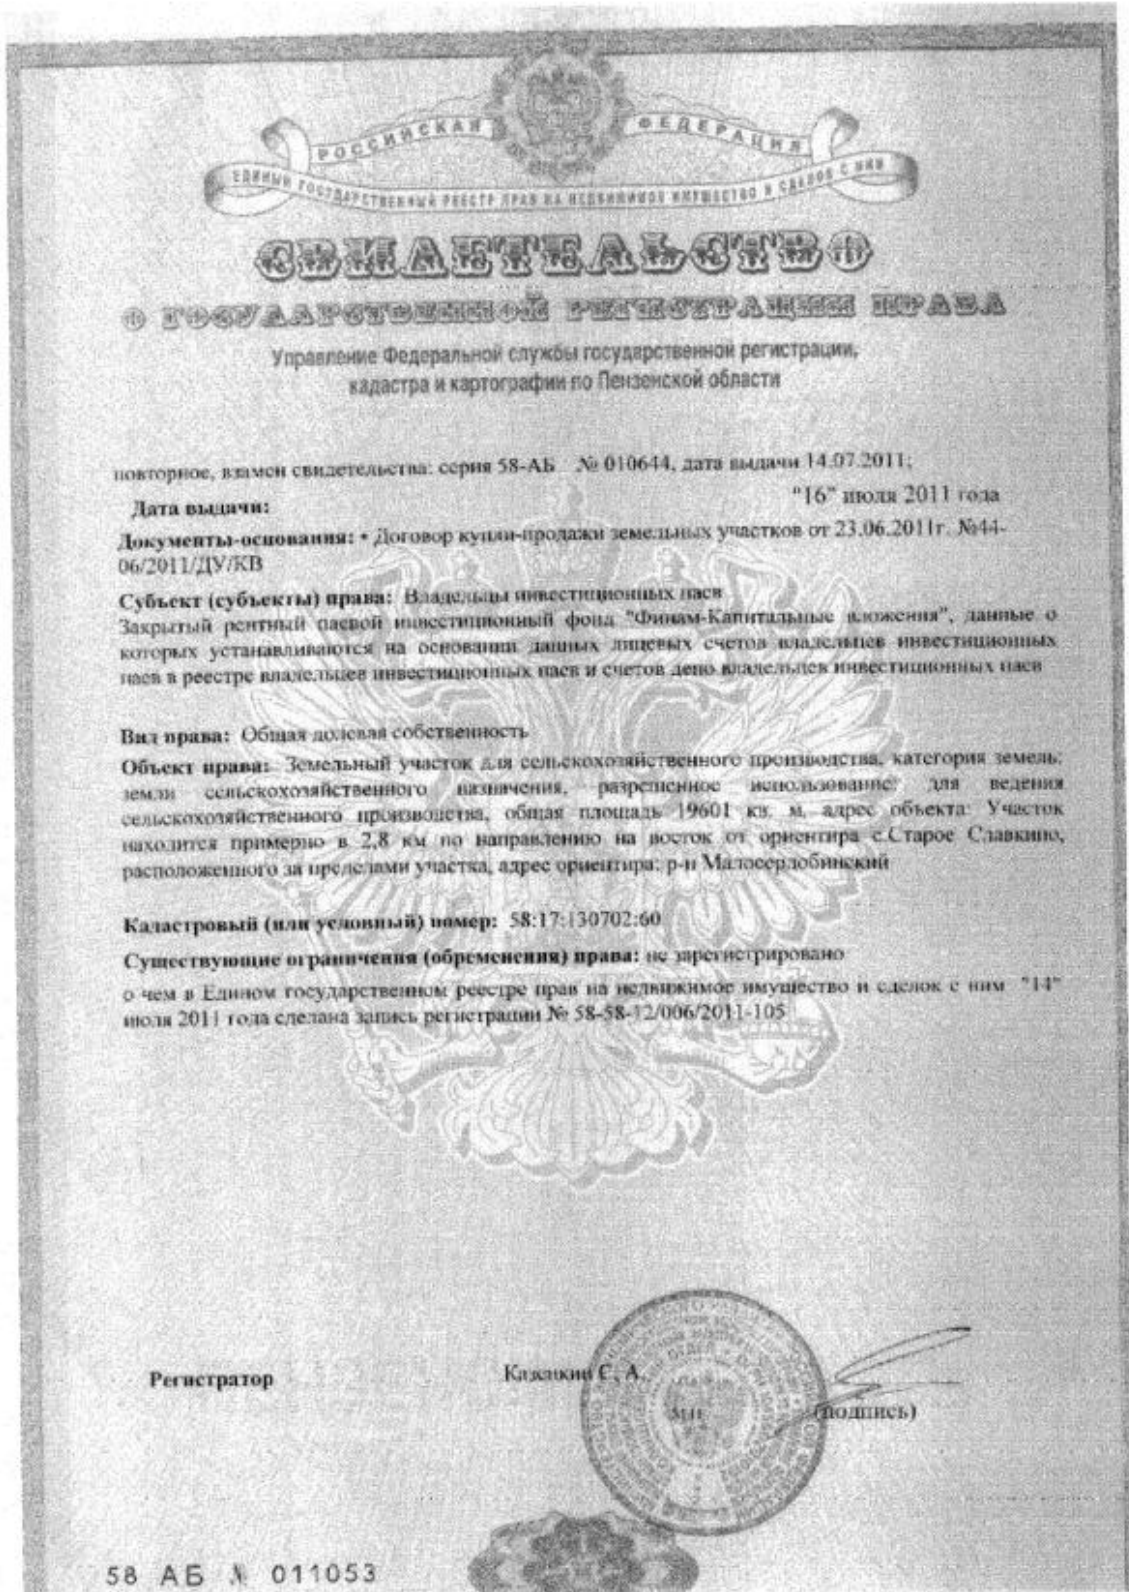 РОССИЙСКАЯ ФЕДЕРАЦИЯ
ЕДИНЫЙ ГОСУДАРСТВЕННЫЙ РЕЕСТР ПРАВ НА НЕДВИЖИМОЕ ИМУЩЕСТВО И СДЕЛОК С НИМ
СВИДЕТЕЛЬСТВО
О ГОСУДАРСТВЕННОЙ РЕГИСТРАЦИИ ПРАВА
Управление Федеральной службы государственной регистрации,
кадастра и картографии по Пензенской области
повторное, взамен свидетельства: серия 58-АБ № 010644, дата выдачи 14.07.2011;
Дата выдачи: "16" июля 2011 года
Документы-основания: • Договор купли-продажи земельных участков от 23.06.2011г. №44-
06/2011/ДУ/КВ
Субъект (субъекты) права: Владельцы инвестиционных паев
Закрытый рентный паевой инвестиционный фонд "Финам-Капитальные вложения", данные о
которых устанавливаются на основании данных лицевых счетов владельцев инвестиционных
паев в реестре владельцев инвестиционных паев и счетов депо владельцев инвестиционных паев
Вид права: Общая долевая собственность
Объект права: Земельный участок для сельскохозяйственного производства, категория земель:
земли сельскохозяйственного назначения, разрешенное использование: для ведения
сельскохозяйственного производства, общая площадь 19601 кв. м, адрес объекта: Участок
находится примерно в 2,8 км по направлению на восток от ориентира с.Старое Славкино,
расположенного за пределами участка, адрес ориентира: р-н Малосердобинский
Кадастровый (или условный) номер: 58:17:130702:60
Существующие ограничения (обременения) права: не зарегистрировано
о чем в Едином государственном реестре прав на недвижимое имущество и сделок с ним "14"
июля 2011 года сделана запись регистрации № 58-58-12/006/2011-105
Регистратор С. А.
М.П. (подпись)
58 АБ № 011053